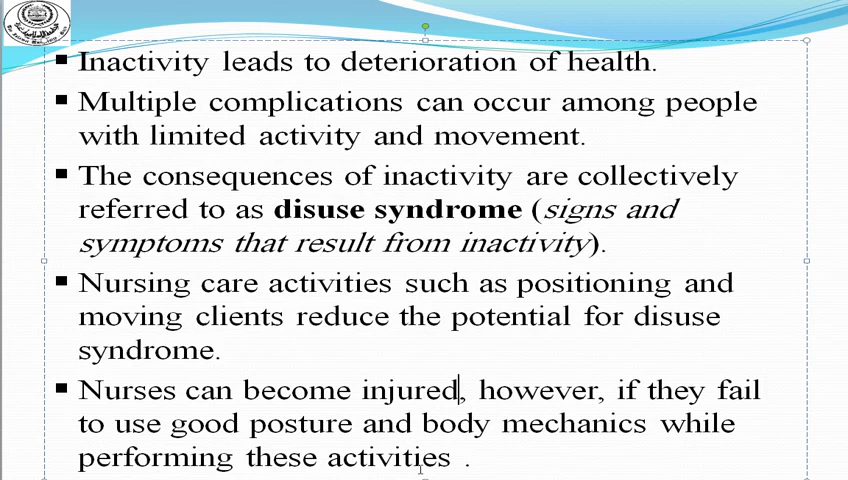 ▪ Inactivity leads to deterioration of health.
▪ Multiple complications can occur among people
with limited activity and movement.
▪ The consequences of inactivity are collectively
referred to as disuse syndrome (signs and
symptoms that result from inactivity).
▪ Nursing care activities such as positioning and
moving clients reduce the potential for disuse
syndrome.
▪ Nurses can become injured, however, if they fail
to use good posture and body mechanics while
performing these activities .